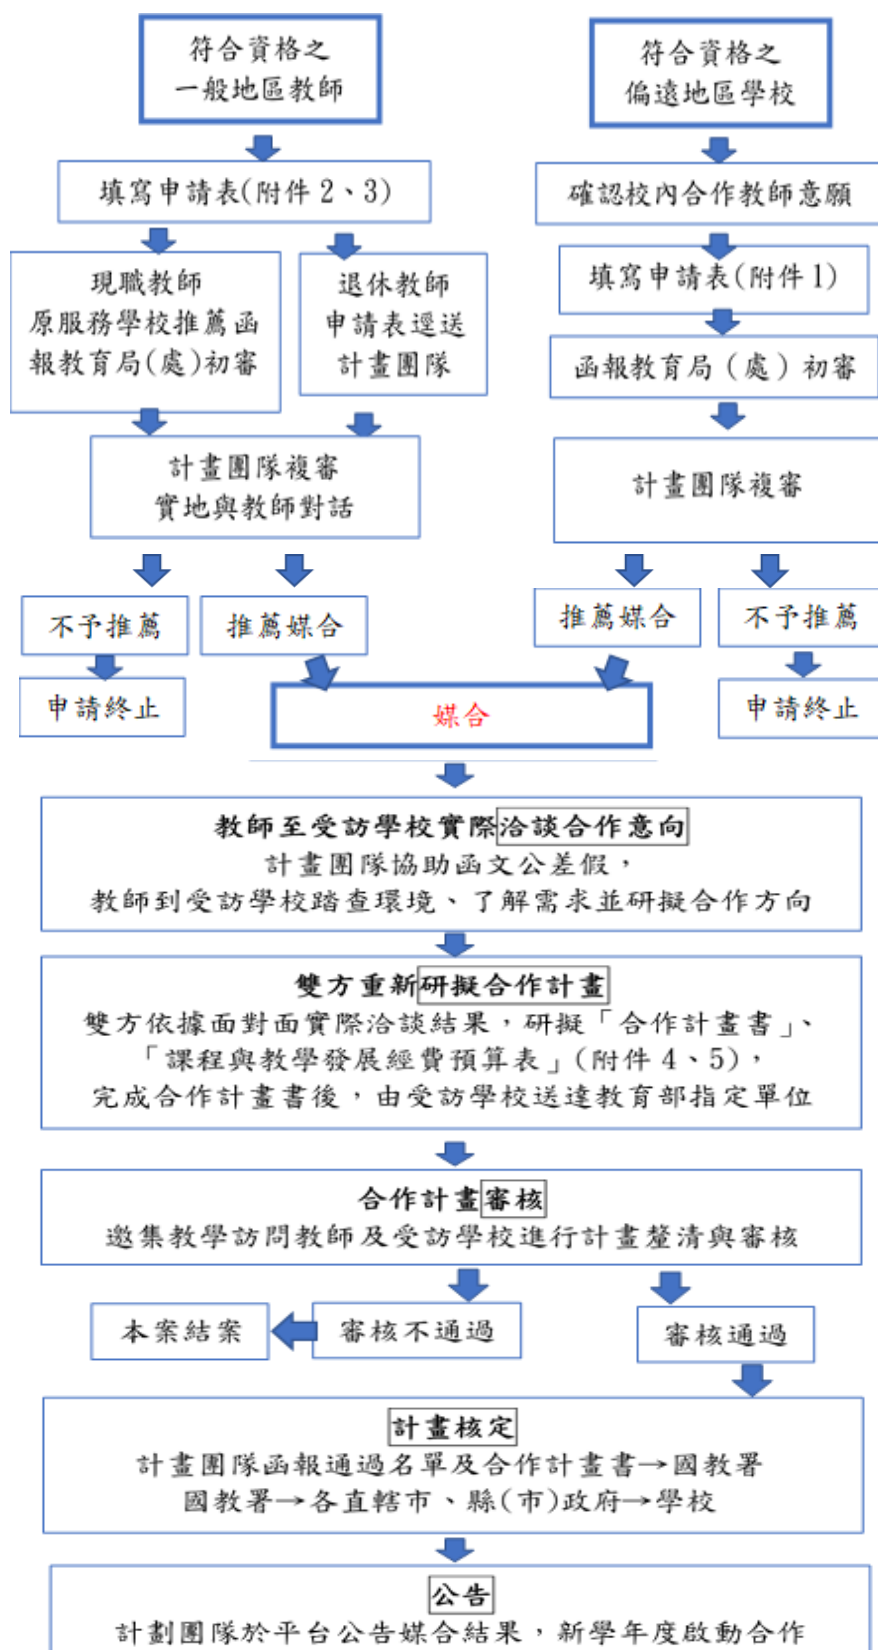 符合資格之
一般地區教師
符合資格之
偏遠地區學校
填寫申請表(附件 2、3)
確認校內合作教師意願
現職教師
原服務學校推薦函
報教育局(處)初審
退休教師
申請表逕送
計畫團隊
填寫申請表(附件 1)
函報教育局（處）初審
計畫團隊複審
實地與教師對話
計畫團隊複審
不予推薦
推薦媒合
推薦媒合
不予推薦
申請終止
媒合
申請終止
教師至受訪學校實際洽談合作意向
計畫團隊協助函文公差假，
教師到受訪學校踏查環境、了解需求並研擬合作方向
雙方重新研擬合作計畫
雙方依據面對面實際洽談結果，研擬「合作計畫書」、
「課程與教學發展經費預算表」(附件 4、5)，
完成合作計畫書後，由受訪學校送達教育部指定單位
合作計畫審核
邀集教學訪問教師及受訪學校進行計畫釐清與審核
本案結案
審核不通過
審核通過
計畫核定
計畫團隊函報通過名單及合作計畫書→國教署
國教署→各直轄市、縣(市)政府→學校
公告
計劃團隊於平台公告媒合結果，新學年度啟動合作